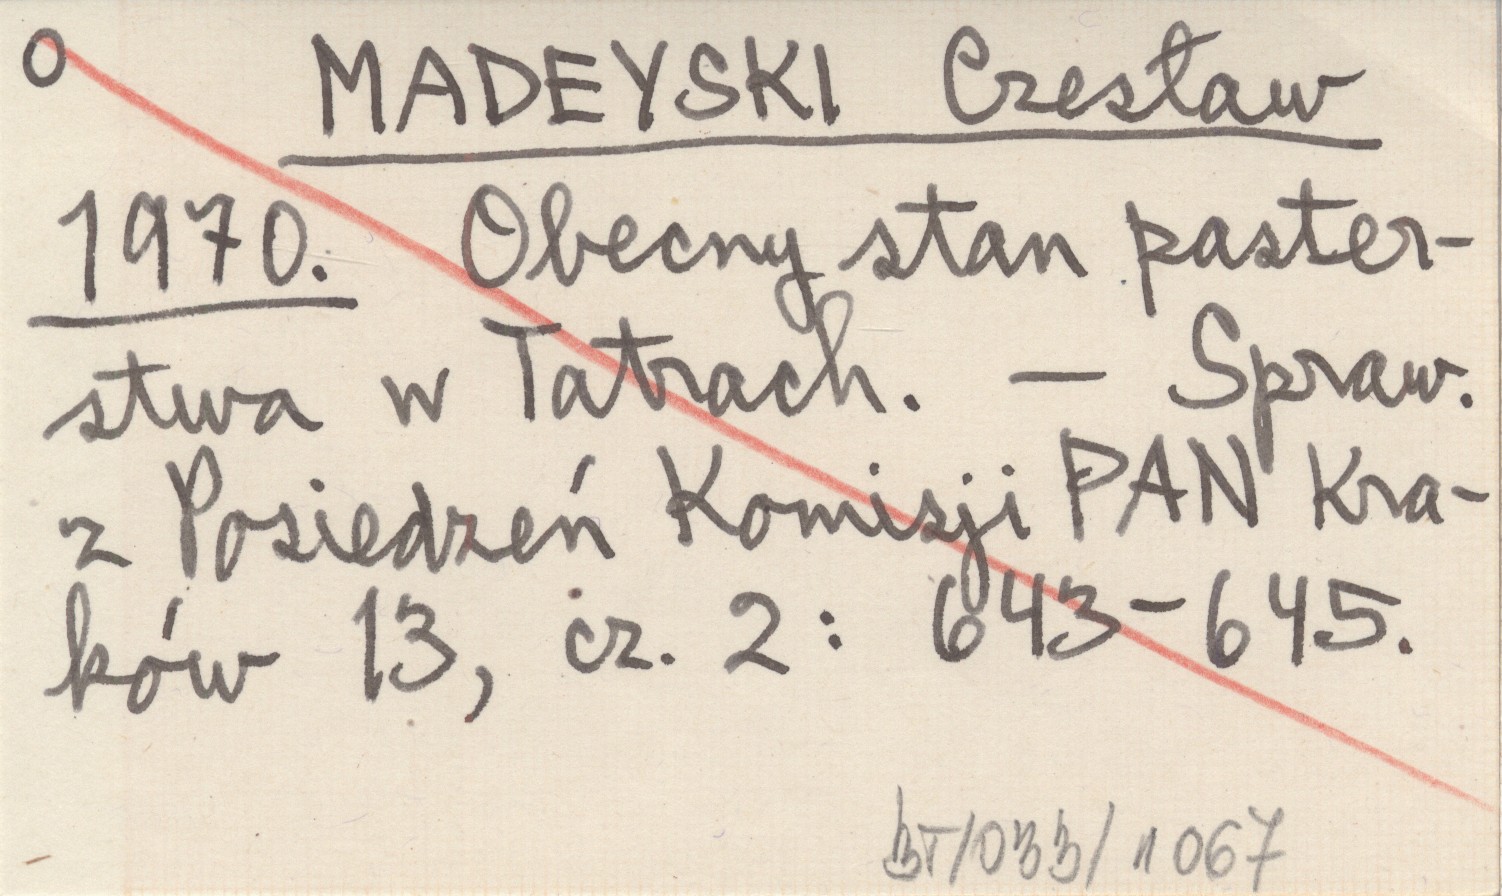 O MADEYSKI Czesław
1970. Obecny stan paster-
stwa w Tatrach. — Spraw.
z Posiedzeń Komisji PAN Kra-
ków 13, cz. 2: 643-645.
BT/033/1067